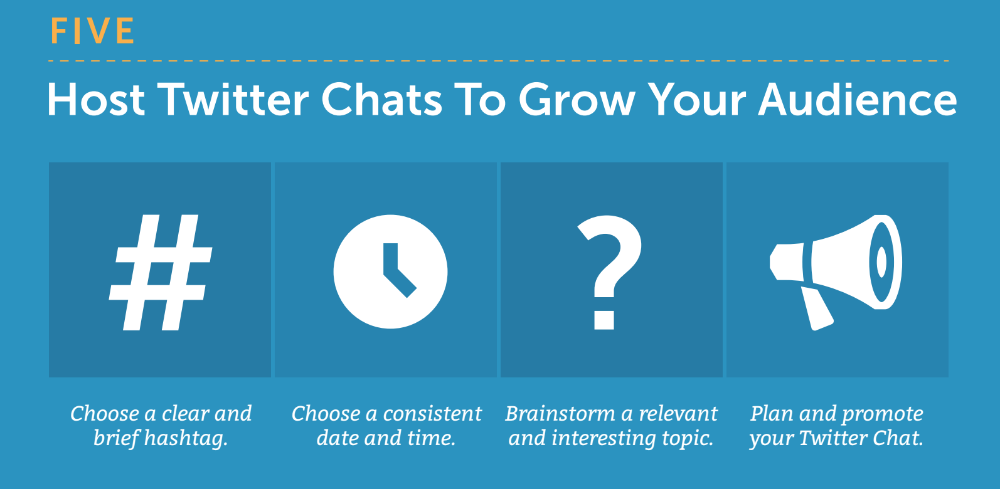 FIVE
Host Twitter Chats To Grow Your Audience
#
?
Choose a clear and
brief hashtag.
Choose a consistent
date and time.
Brainstorm a relevant
and interesting topic.
Plan and promote
your Twitter Chat.